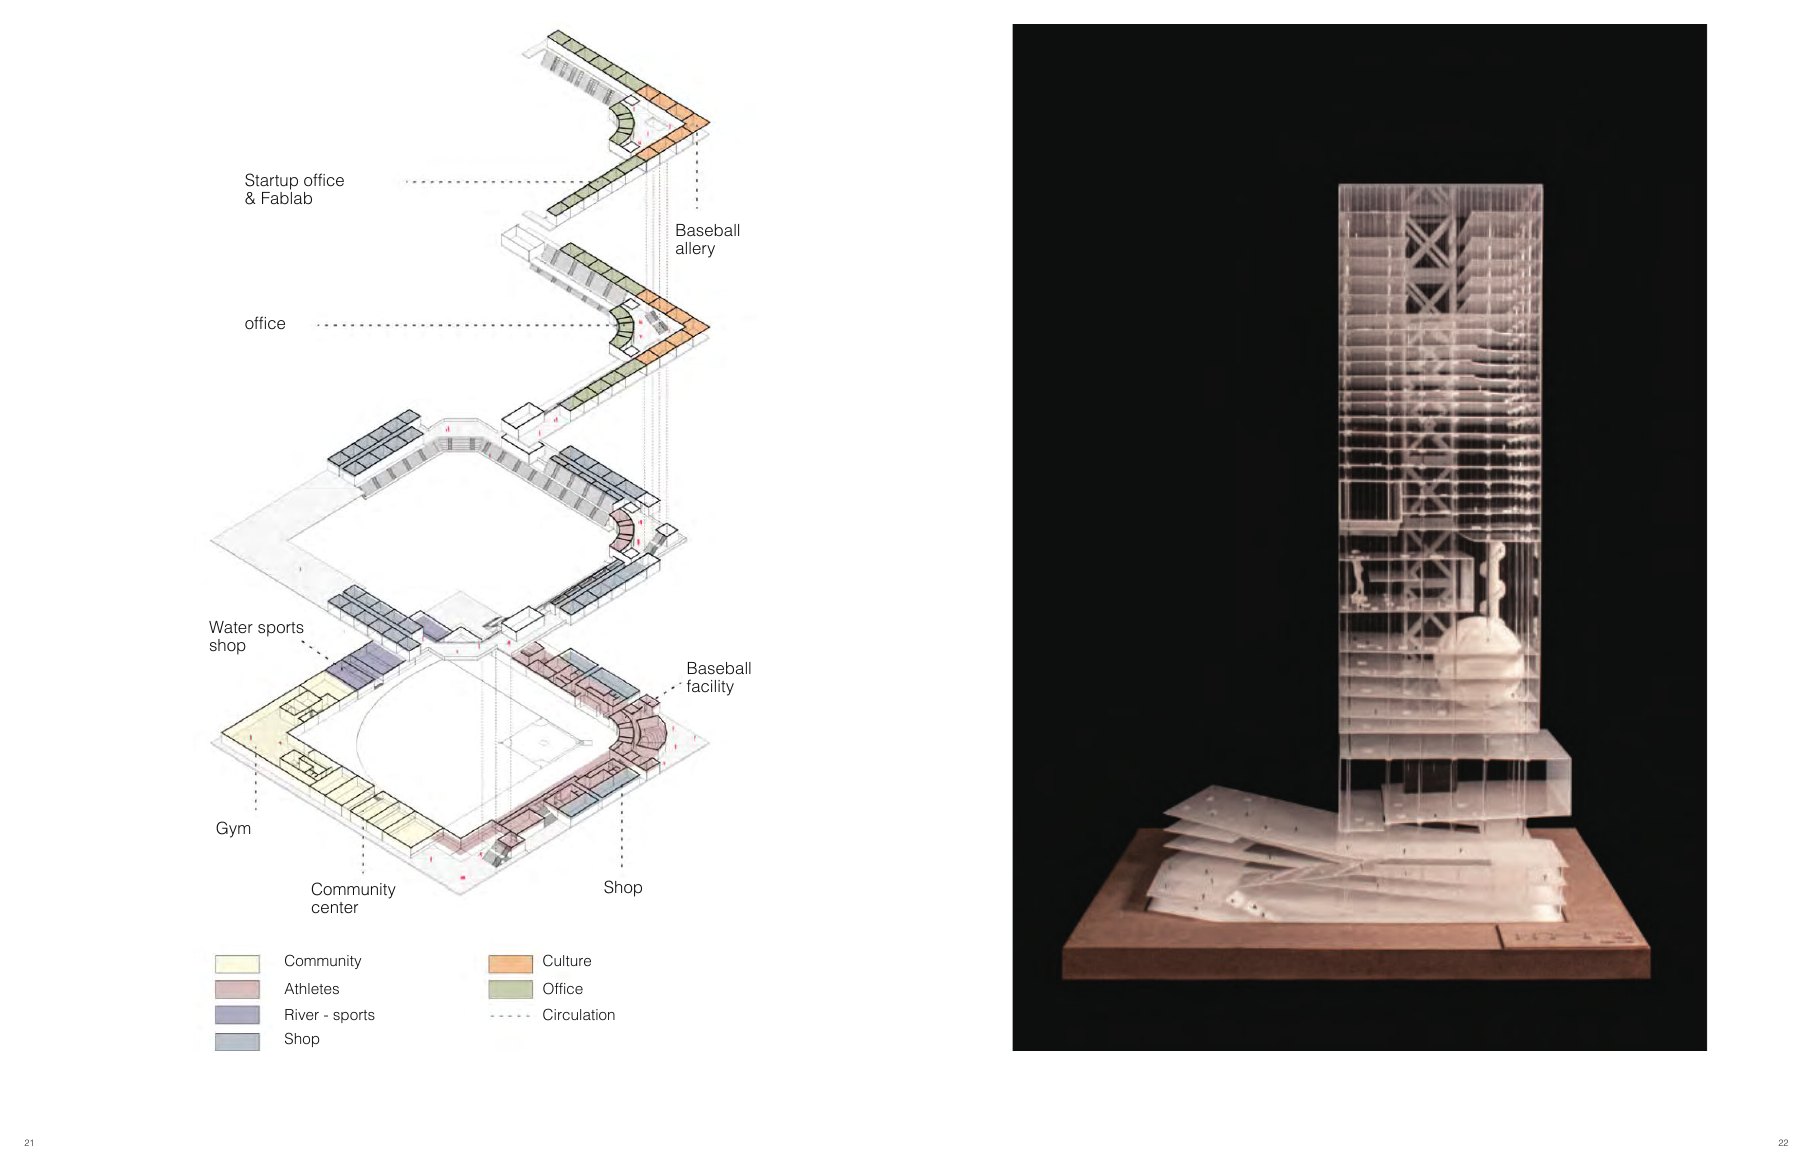 Startup office
& Fablab
Baseball
allery
office
Water sports
shop
Baseball
facility
Gym
Community
center
Shop
Community
Athletes
River - sports
Shop
Culture
Office
Circulation
21
22